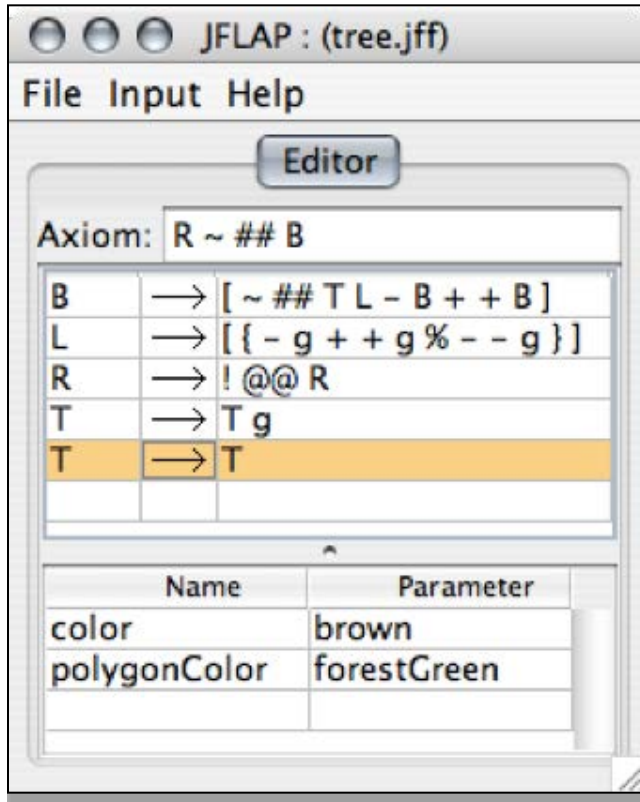 JFLAP : (tree.jff)
File Input Help
Editor
Axiom: R ~ ## B
B → [ ~ ## T L – B + + B ]
L → [ { – g + + g % – – g } ]
R → ! @@ R
T → T g
T → T
Name Parameter
color brown
polygonColor forestGreen